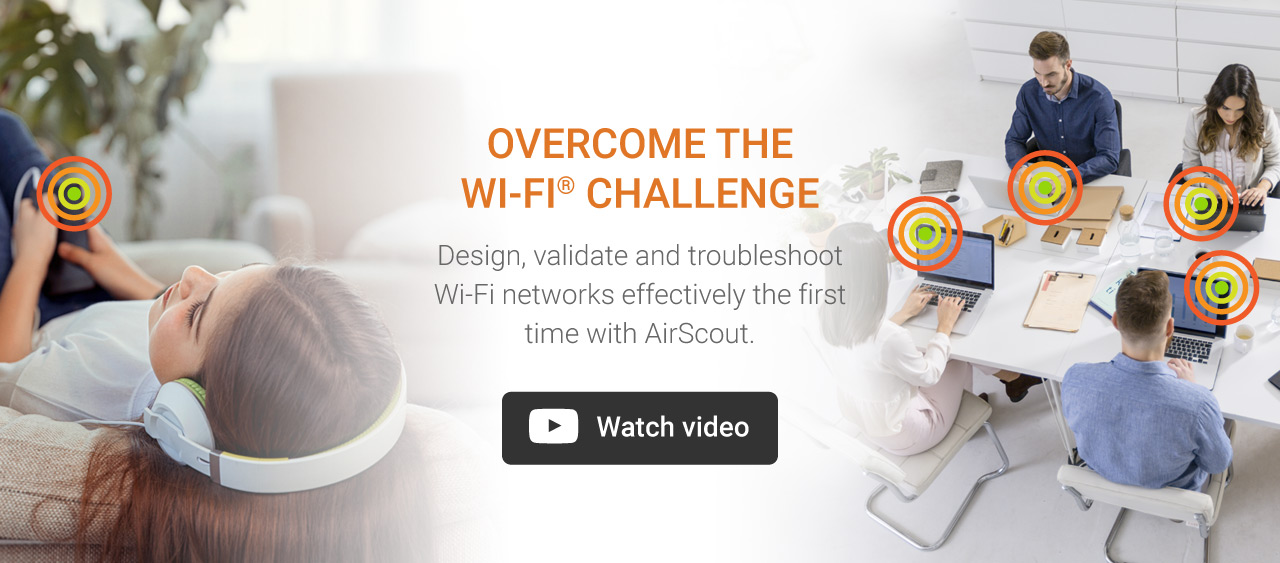 OVERCOME THE
WI-FI® CHALLENGE
Design, validate and troubleshoot
Wi-Fi networks effectively the first
time with AirScout.
Watch video